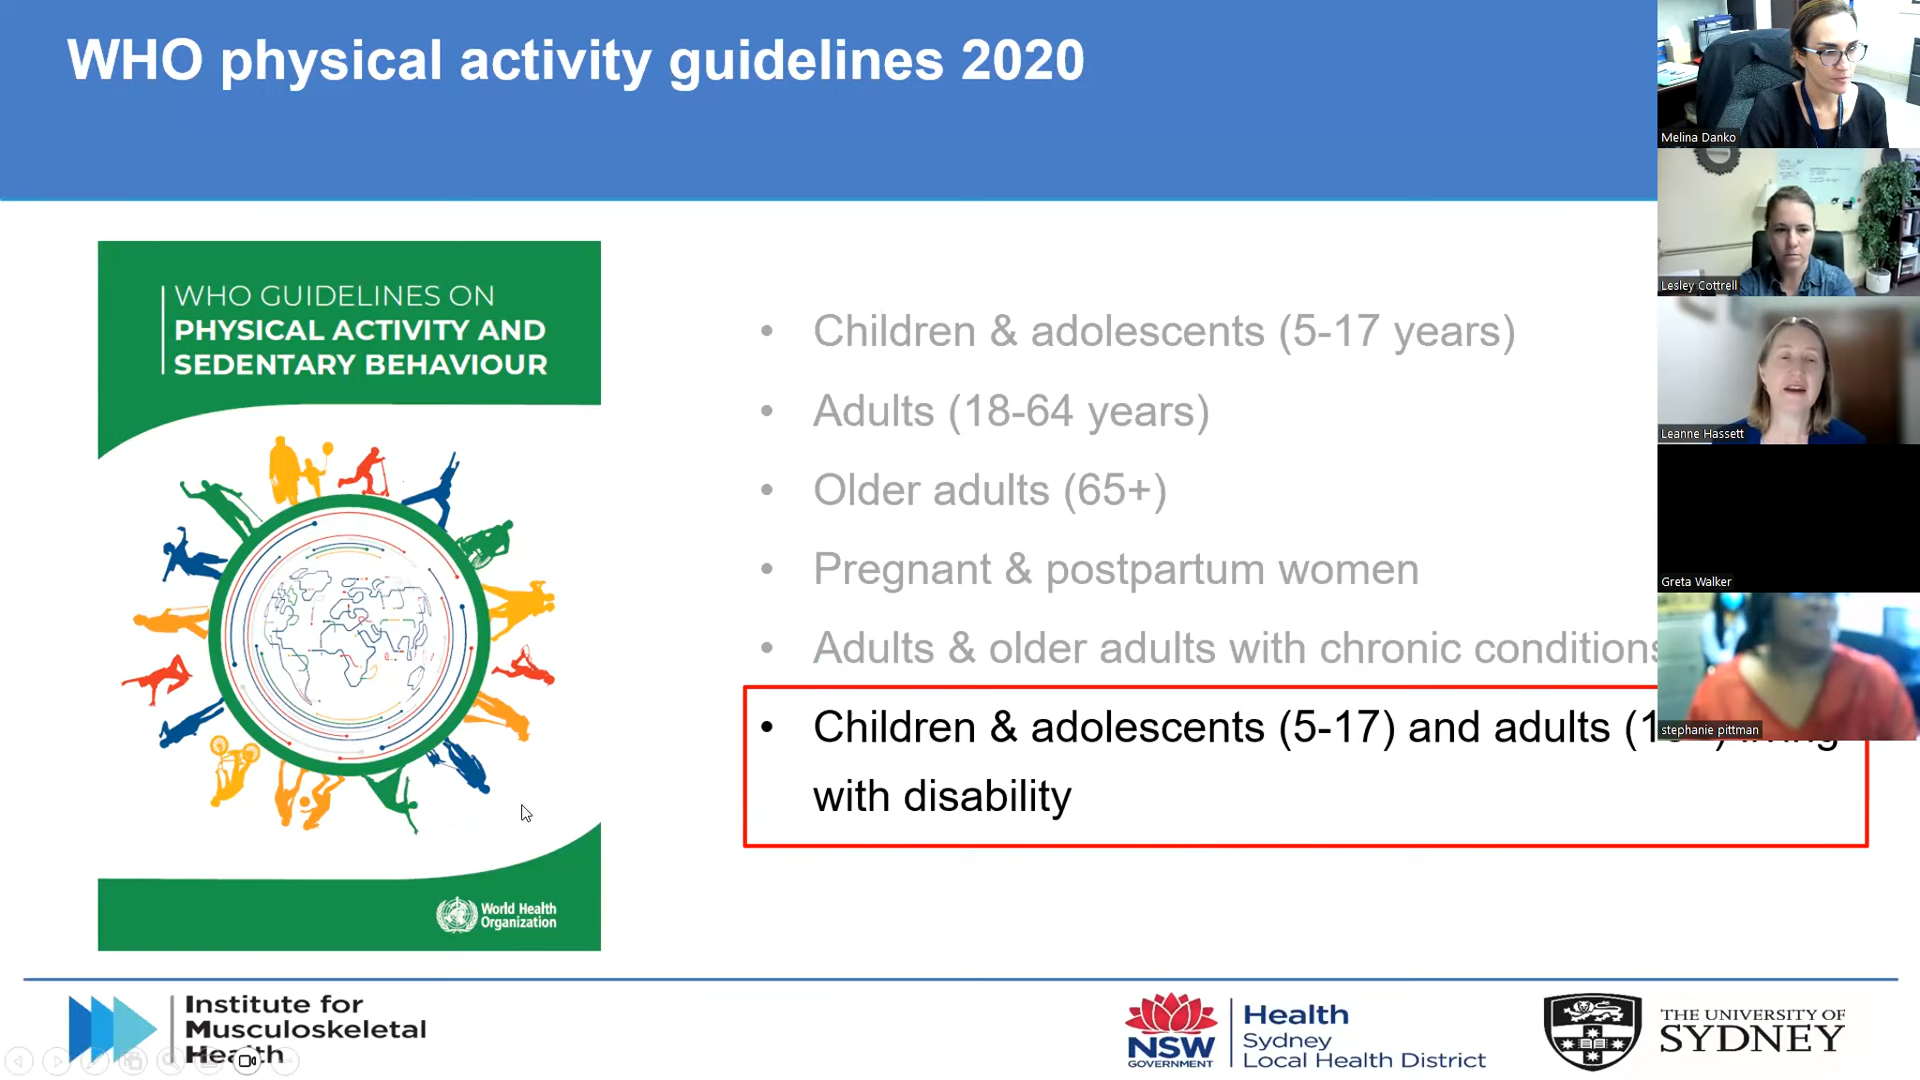 WHO physical activity guidelines 2020
WHO GUIDELINES ON
PHYSICAL ACTIVITY AND
SEDENTARY BEHAVIOUR
World Health
Organization
• Children & adolescents (5-17 years)
• Adults (18-64 years)
• Older adults (65+)
• Pregnant & postpartum women
• Adults & older adults with chronic conditions
• Children & adolescents (5-17) and adults
with disability
Melina Danko
Lesley Cottrell
Leanne Hassett
Greta Walker
stephanie pittman
Institute for
Musculoskeletal
Health
NSW
GOVERNMENT
Health
Sydney
Local Health District
THE UNIVERSITY OF
SYDNEY